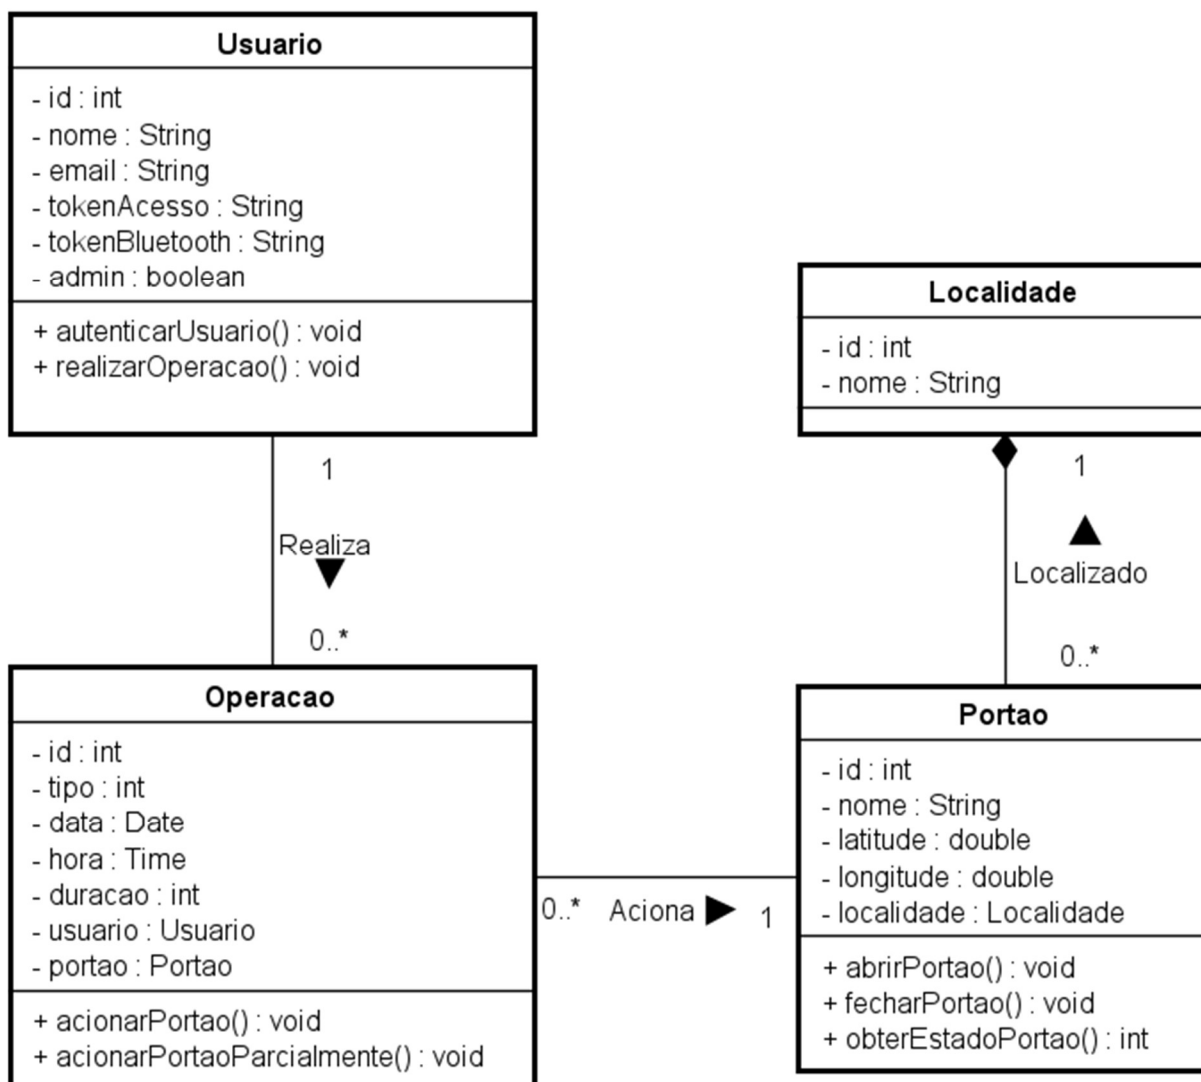 Usuario
- id : int
- nome : String
- email : String
- tokenAcesso : String
- tokenBluetooth : String
- admin : boolean
+ autenticarUsuario() : void
+ realizarOperacao() : void
Localidade
- id : int
- nome : String
1
Realiza
0..*
1
Localizado
0..*
Operacao
- id : int
- tipo : int
- data : Date
- hora : Time
- duracao : int
- usuario : Usuario
- portao : Portao
+ acionarPortao() : void
+ acionarPortaoParcialmente() : void
0..* Aciona 1
Portao
- id : int
- nome : String
- latitude : double
- longitude : double
- localidade : Localidade
+ abrirPortao() : void
+ fecharPortao() : void
+ obterEstadoPortao() : int